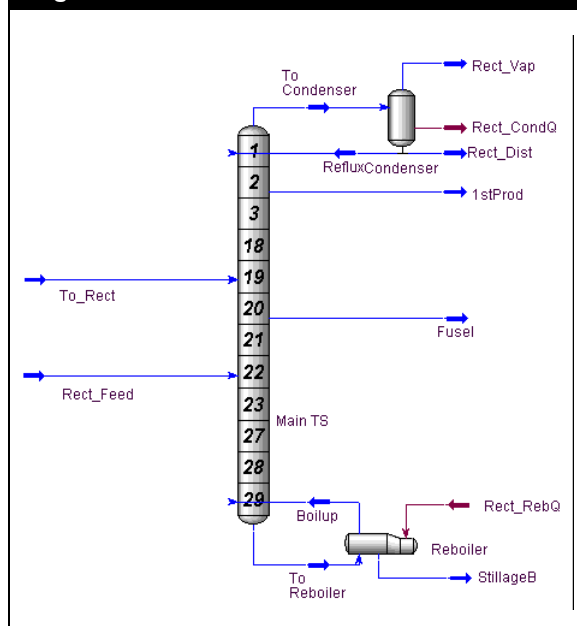 To
Condenser
Rect_Vap
Rect_CondQ
1
Reflux
Condenser
Rect_Dist
2
1stProd
3
18
19
To_Rect
20
Fusel
21
22
Rect_Feed
23
Main TS
27
28
29
Boilup
Rect_RebQ
Reboiler
To
Reboiler
StillageB